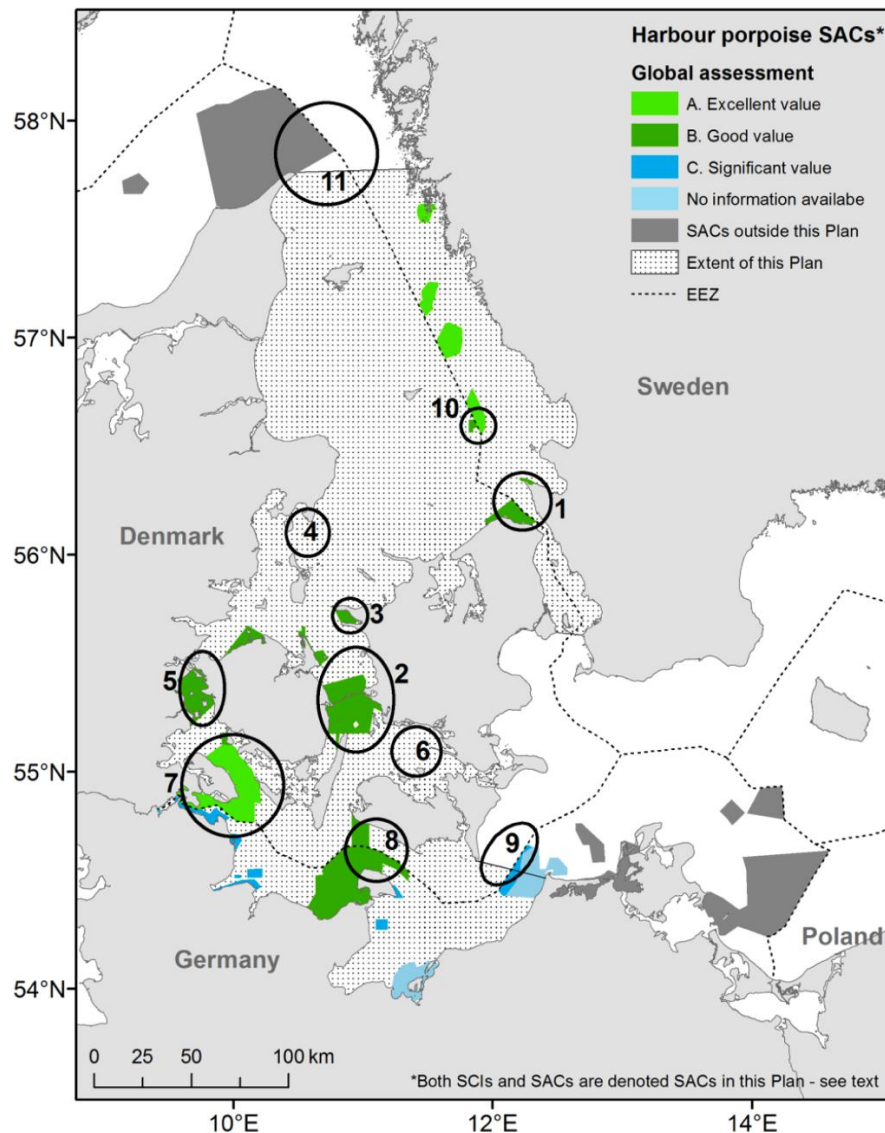 Harbour porpoise SACs*
Global assessment
A. Excellent value
B. Good value
C. Significant value
No information availabe
SACs outside this Plan
Extent of this Plan
EEZ
58°N
57°N
56°N
55°N
54°N
11
Sweden
10
1
Denmark
4
3
5
2
6
7
8
9
Germany
Poland
0 25 50 100 km
*Both SCIs and SACs are denoted SACs in this Plan - see text
10°E 12°E 14°E